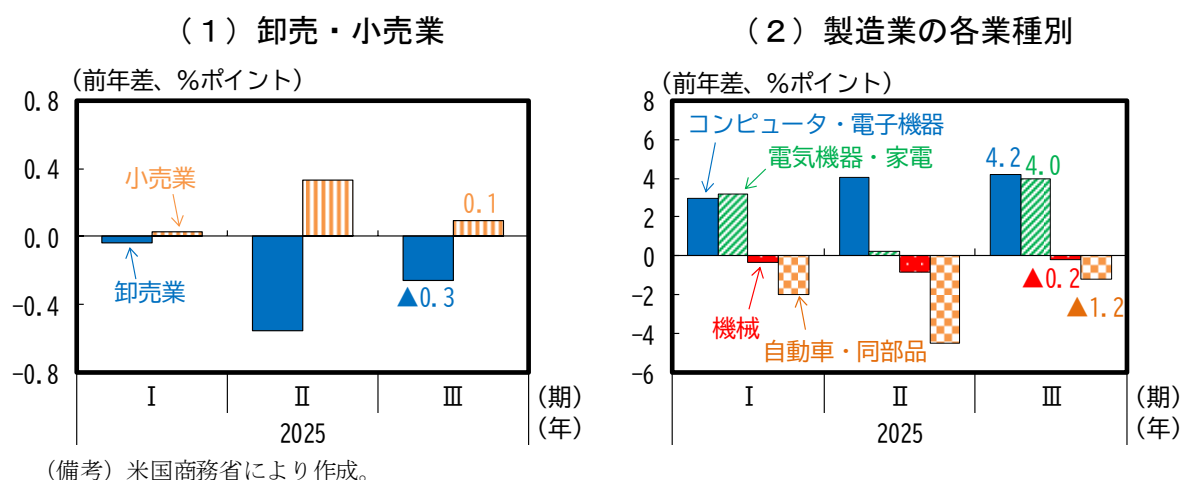 （１）卸売・小売業
(前年差、%ポイント)
0.8
0.4
0.0
-0.4
-0.8
小売業
卸売業
0.1
▲0.3
Ⅰ Ⅱ Ⅲ (期)
2025 (年)
（２）製造業の各業種別
(前年差、%ポイント)
8
6
4
2
0
-2
-4
-6
コンピュータ・電子機器
電気機器・家電
機械
自動車・同部品
4.2
4.0
▲0.2
▲1.2
Ⅰ Ⅱ Ⅲ (期)
2025 (年)
（備考）米国商務省により作成。